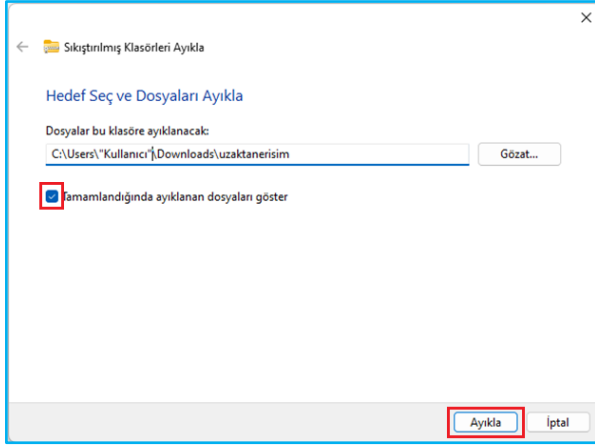 Sıkıştırılmış Klasörleri Ayıkla
Hedef Seç ve Dosyaları Ayıkla
Dosyalar bu klasöre ayıklanacak:
C:\Users\"Kullanıcı"\Downloads\uzaktanerisim
Gözat...
Tamamlandığında ayıklanan dosyaları göster
Ayıkla
İptal